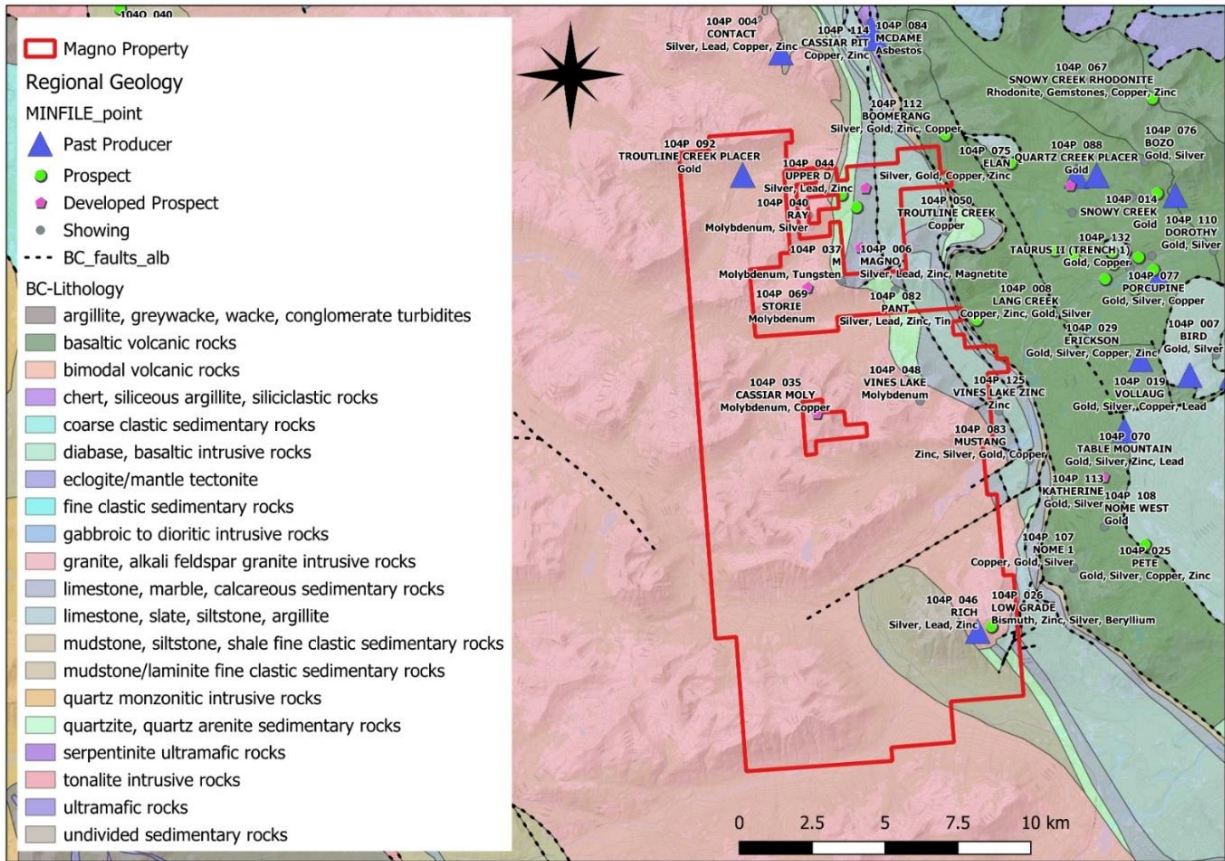 Magno Property
Regional Geology
MINFILE_point
Past Producer
Prospect
Developed Prospect
Showing
BC_faults_alb
BC-Lithology
argillite, greywacke, wacke, conglomerate turbidites
basaltic volcanic rocks
bimodal volcanic rocks
chert, siliceous argillite, siliciclastic rocks
coarse clastic sedimentary rocks
diabase, basaltic intrusive rocks
eclogite/mantle tectonite
fine clastic sedimentary rocks
gabbroic to dioritic intrusive rocks
granite, alkali feldspar granite intrusive rocks
limestone, marble, calcareous sedimentary rocks
limestone, slate, siltstone, argillite
mudstone, siltstone, shale fine clastic sedimentary rocks
mudstone/laminite fine clastic sedimentary rocks
quartz monzonitic intrusive rocks
quartzite, quartz arenite sedimentary rocks
serpentinite ultramafic rocks
tonalite intrusive rocks
ultramafic rocks
undivided sedimentary rocks
104O 040
104P 004
CONTACT
Silver, Lead, Copper, Zinc
104P 114
CASSIAR PIT
Copper, Zinc
104P 084
MCDAME
Asbestos
104P 067
SNOWY CREEK RHODONITE
Rhodonite, Gemstones, Copper, Zinc
104P 112
BOOMERANG
Silver, Gold, Zinc, Copper
104P 092
TROUTLINE CREEK PLACER
Gold
104P 044
UPPER D
Silver, Lead, Zinc
104P 040
RAY
Molybdenum, Silver
104P 075
ELAN
Silver, Gold, Copper, Zinc
104P 088
QUARTZ CREEK PLACER
Gold
104P 076
BOZO
Gold, Silver
104P 050
TROUTLINE CREEK
Copper
104P 014
SNOWY CREEK
Gold
104P 110
DOROTHY
Gold, Silver
104P 037
M
Molybdenum, Tungsten
104P 006
MAGNO
Silver, Lead, Zinc, Magnetite
104P 132
TAURUS II (TRENCH 1)
Gold, Copper
104P 077
PORCUPINE
Gold, Silver, Copper
104P 069
STORIE
Molybdenum
104P 082
PANT
Silver, Lead, Zinc, Tin
104P 008
LANG CREEK
Copper, Zinc, Gold, Silver
104P 029
ERICKSON
Gold, Silver, Copper, Zinc
104P 007
BIRD
Gold, Silver
104P 035
CASSIAR MOLY
Molybdenum, Copper
104P 048
VINES LAKE
Molybdenum
104P 125
VINES LAKE ZINC
Zinc
104P 019
VOLLAUG
Gold, Silver, Copper, Lead
104P 083
MUSTANG
Zinc, Silver, Gold, Copper
104P 070
TABLE MOUNTAIN
Gold, Silver, Zinc, Lead
104P 113
KATHERINE
Gold, Silver
104P 108
NOME WEST
Gold
104P 107
NOME 1
Copper, Gold, Silver
104P 025
PETE
Gold, Silver, Copper, Zinc
104P 046
RICH
Silver, Lead, Zinc
104P 026
LOW GRADE
Bismuth, Zinc, Silver, Beryllium
0 2.5 5 7.5 10 km